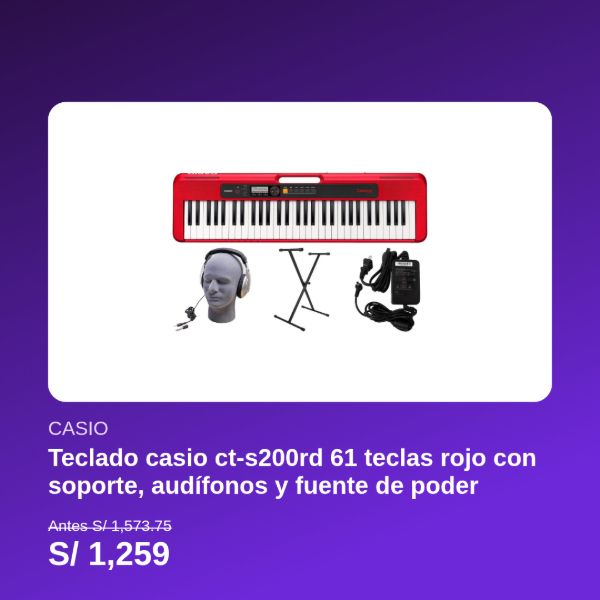 CASIO
Teclado casio ct-s200rd 61 teclas rojo con
soporte, audífonos y fuente de poder
Antes S/ 1,573.75
S/ 1,259